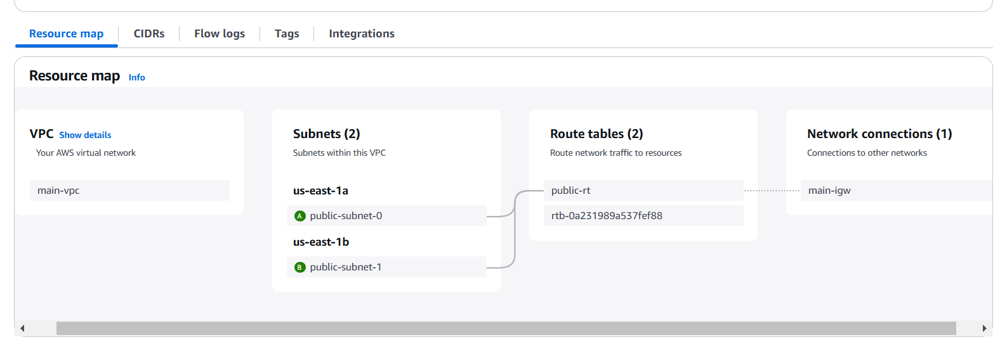 Resource map
CIDRs
Flow logs
Tags
Integrations
Resource map Info
VPC Show details
Your AWS virtual network
main-vpc
Subnets (2)
Subnets within this VPC
us-east-1a
A public-subnet-0
us-east-1b
B public-subnet-1
Route tables (2)
Route network traffic to resources
public-rt
rtb-0a231989a537fef88
Network connections (1)
Connections to other networks
main-igw